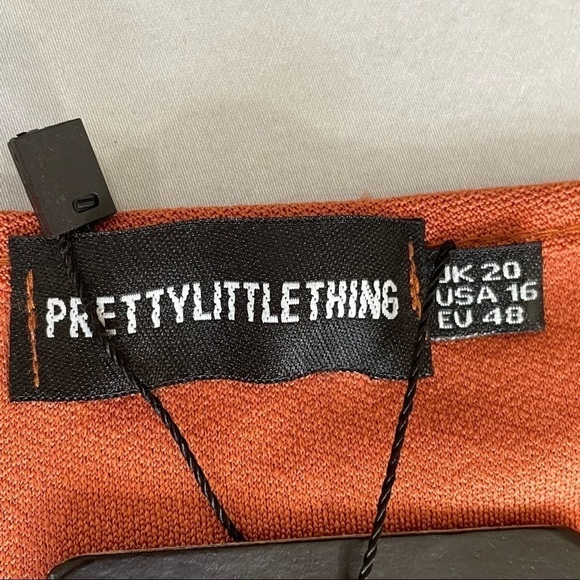 PRETTYLITTLETHING
UK 20
USA 16
EU 48